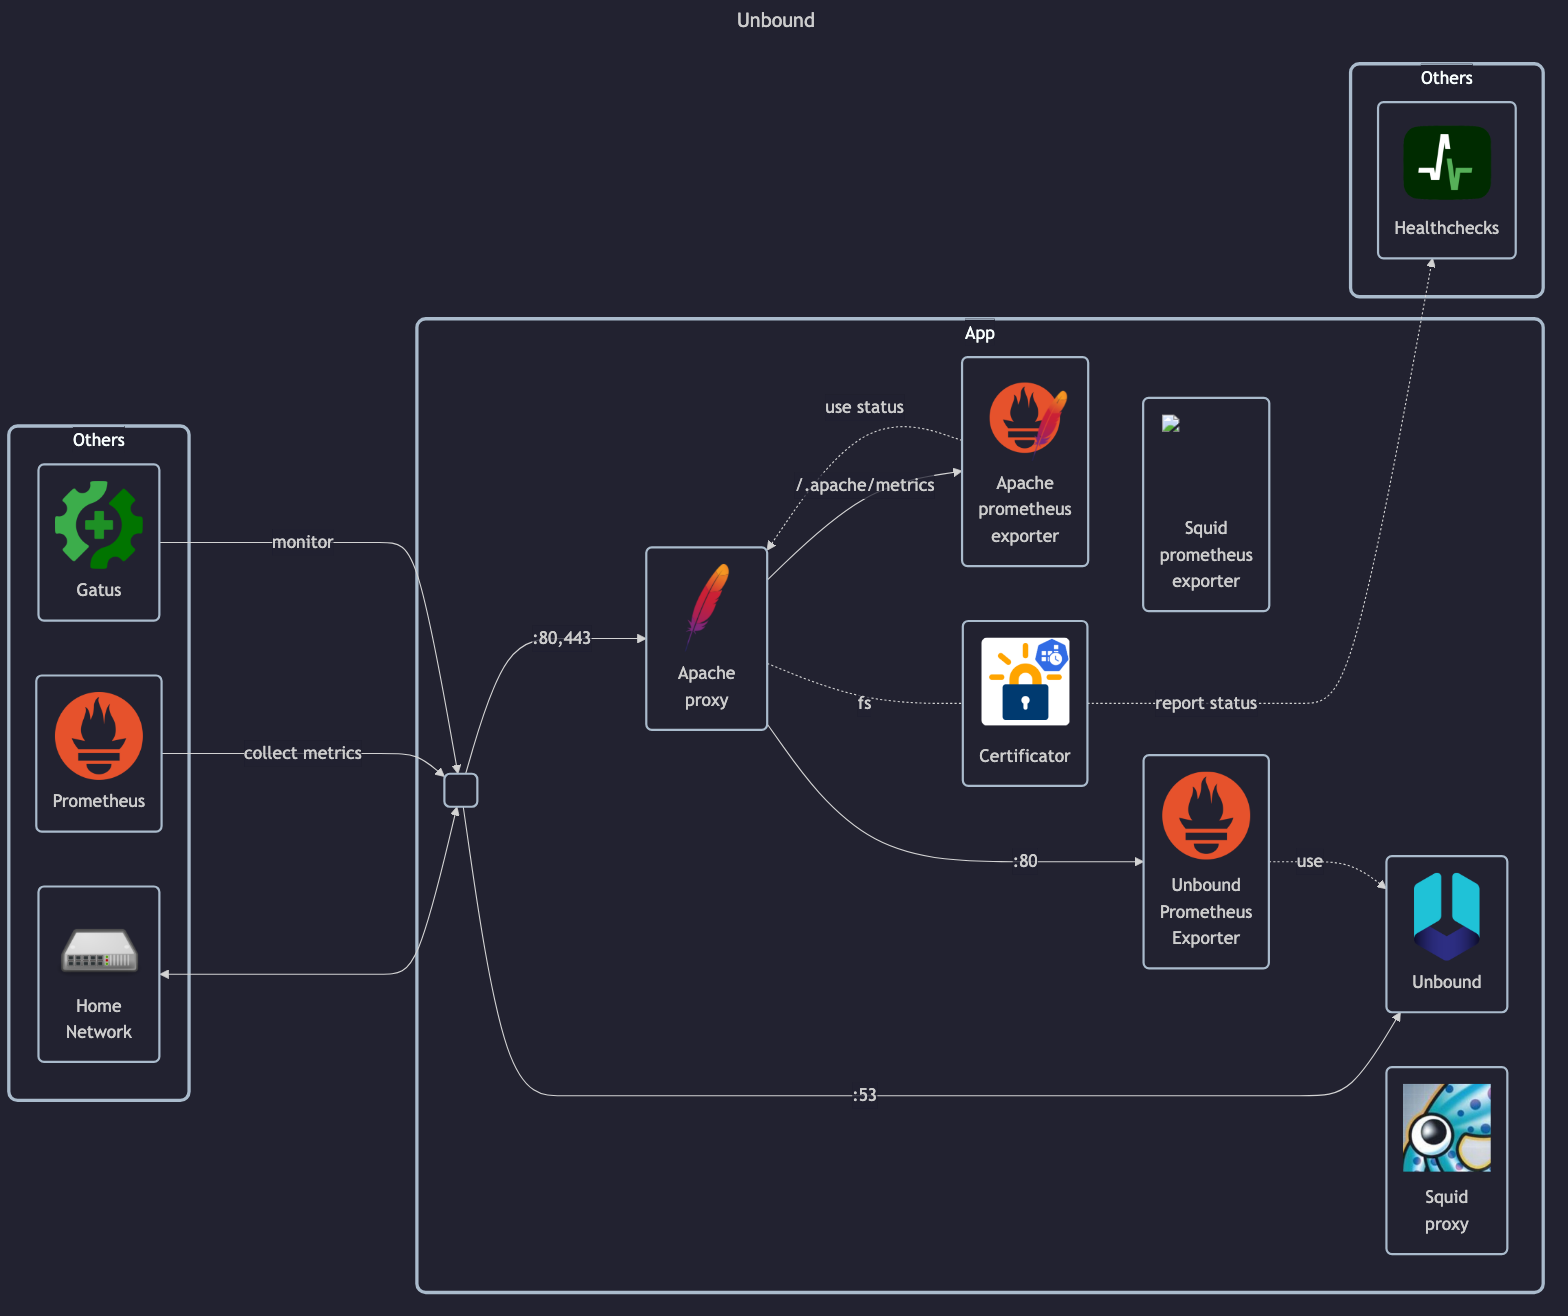 Unbound
Others
Healthchecks
App
use status
/.apache/metrics
Apache
prometheus
exporter
Squid
prometheus
exporter
Others
Gatus
monitor
:80,443
Apache
proxy
fs
Certificator
report status
Prometheus
collect metrics
:80
Unbound
Prometheus
Exporter
use
Unbound
Home
Network
:53
Squid
proxy